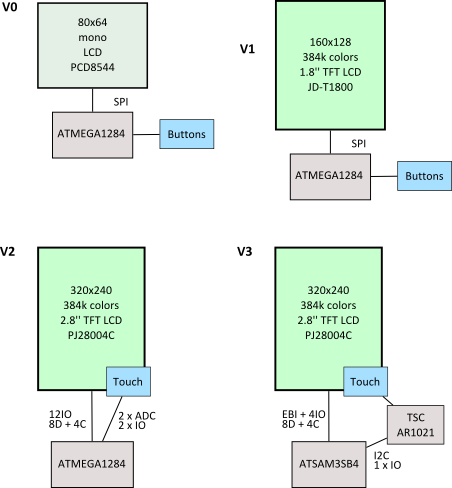 V0
80x64
mono
LCD
PCD8544
SPI
ATMEGA1284
Buttons
V1
160x128
384k colors
1.8'' TFT LCD
JD-T1800
SPI
ATMEGA1284
Buttons
V2
320x240
384k colors
2.8'' TFT LCD
PJ28004C
Touch
12IO
8D + 4C
2 x ADC
2 x IO
ATMEGA1284
V3
320x240
384k colors
2.8'' TFT LCD
PJ28004C
Touch
EBI + 4IO
8D + 4C
TSC
AR1021
I2C
1 x IO
ATSAM3SB4